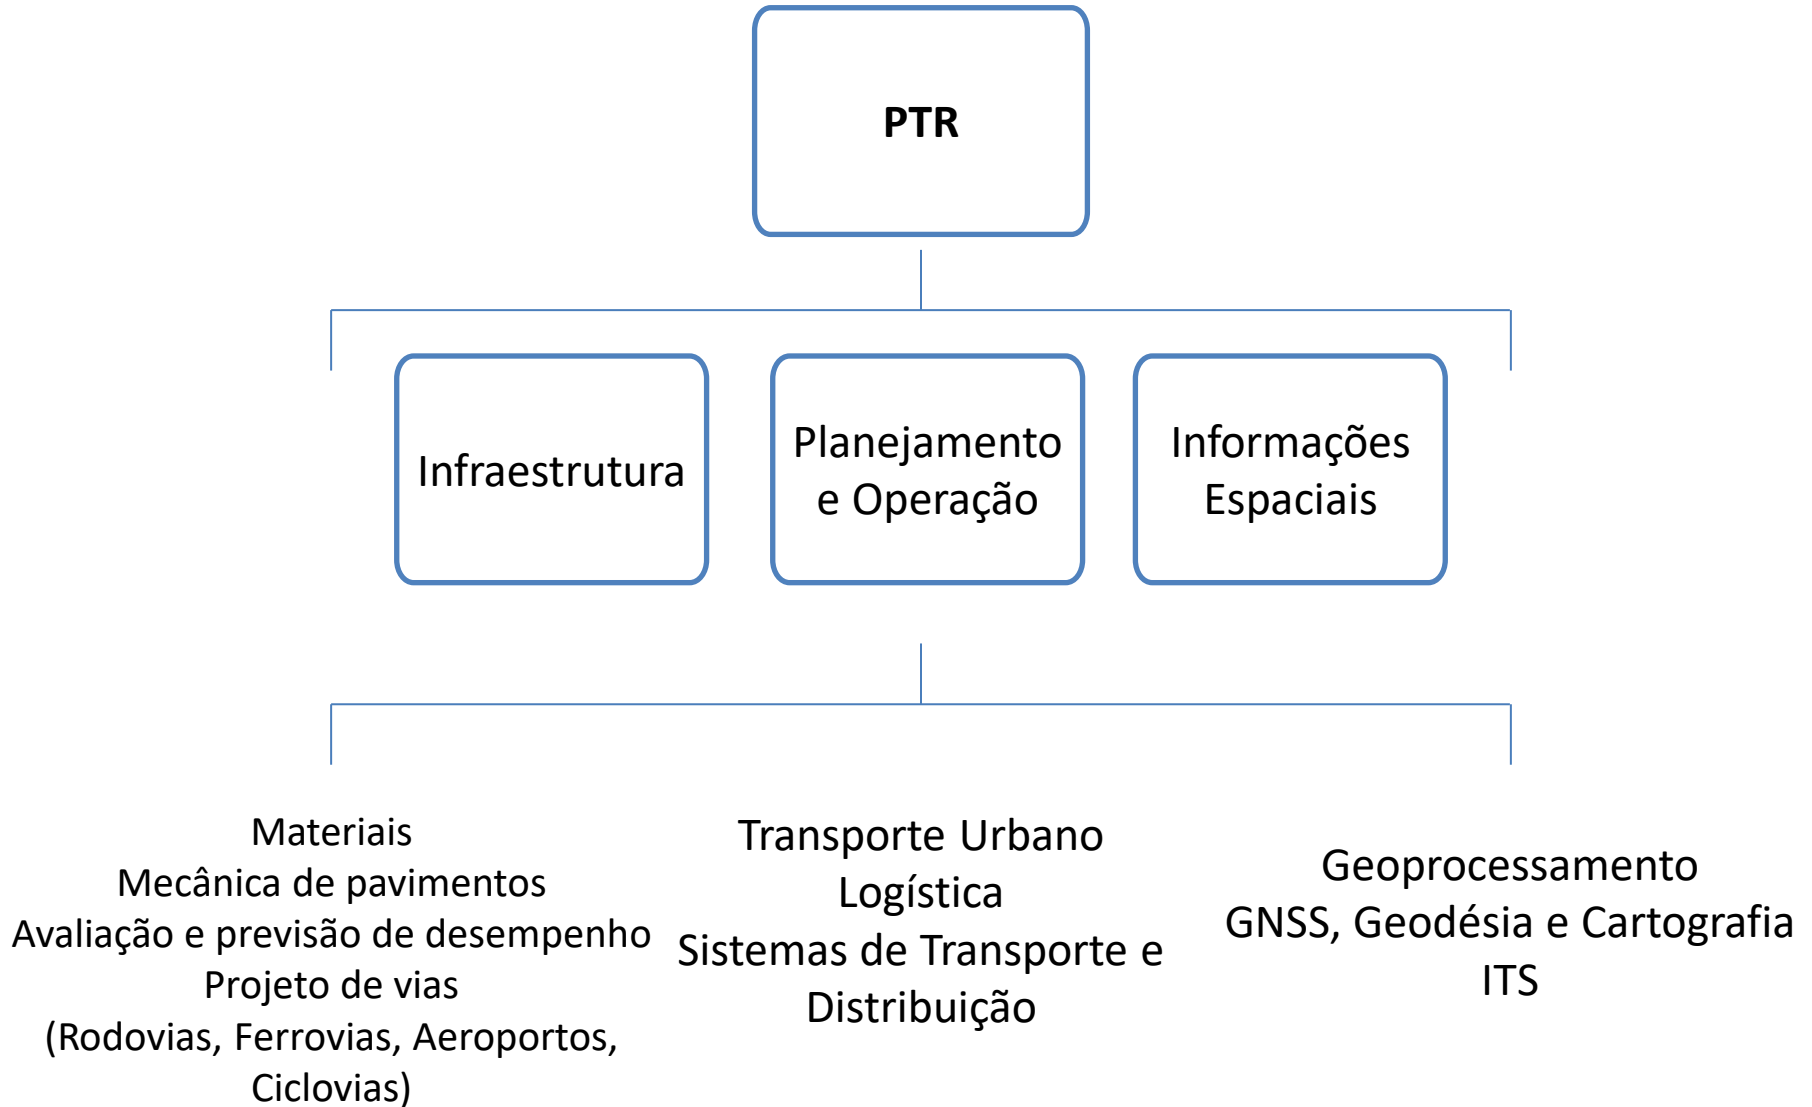 PTR
Infraestrutura
Planejamento
e Operação
Informações
Espaciais
Materiais
Mecânica de pavimentos
Avaliação e previsão de desempenho
Projeto de vias
(Rodovias, Ferrovias, Aeroportos,
Ciclovias)
Transporte Urbano
Logística
Sistemas de Transporte e
Distribuição
Geoprocessamento
GNSS, Geodésia e Cartografia
ITS